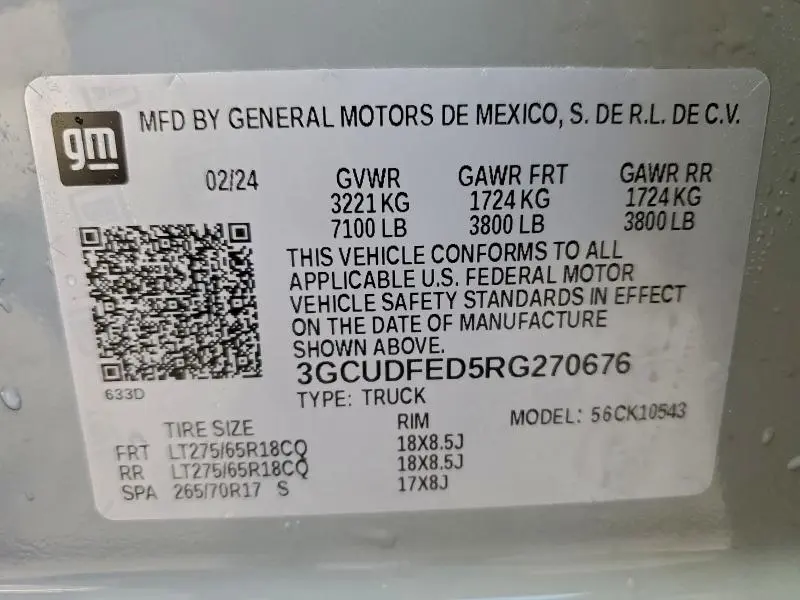 gm
MFD BY GENERAL MOTORS DE MEXICO, S. DE R.L. DE C.V.
02/24 GVWR GAWR FRT GAWR RR
3221 KG 1724 KG 1724 KG
7100 LB 3800 LB 3800 LB
THIS VEHICLE CONFORMS TO ALL
APPLICABLE U.S. FEDERAL MOTOR
VEHICLE SAFETY STANDARDS IN EFFECT
ON THE DATE OF MANUFACTURE
SHOWN ABOVE.
3GCUDFED5RG270676
633D
TYPE: TRUCK
MODEL: 56CK10543
TIRE SIZE RIM
FRT LT275/65R18CQ 18X8.5J
RR LT275/65R18CQ 18X8.5J
SPA 265/70R17 S 17X8J